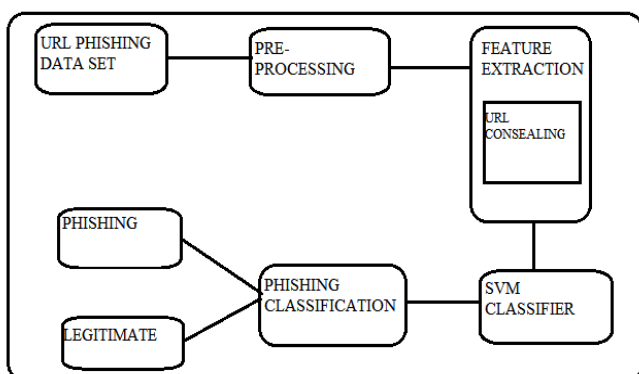 URL PHISHING
DATA SET
PRE-
PROCESSING
FEATURE
EXTRACTION
URL
CONSEALING
PHISHING
LEGITIMATE
PHISHING
CLASSIFICATION
SVM
CLASSIFIER